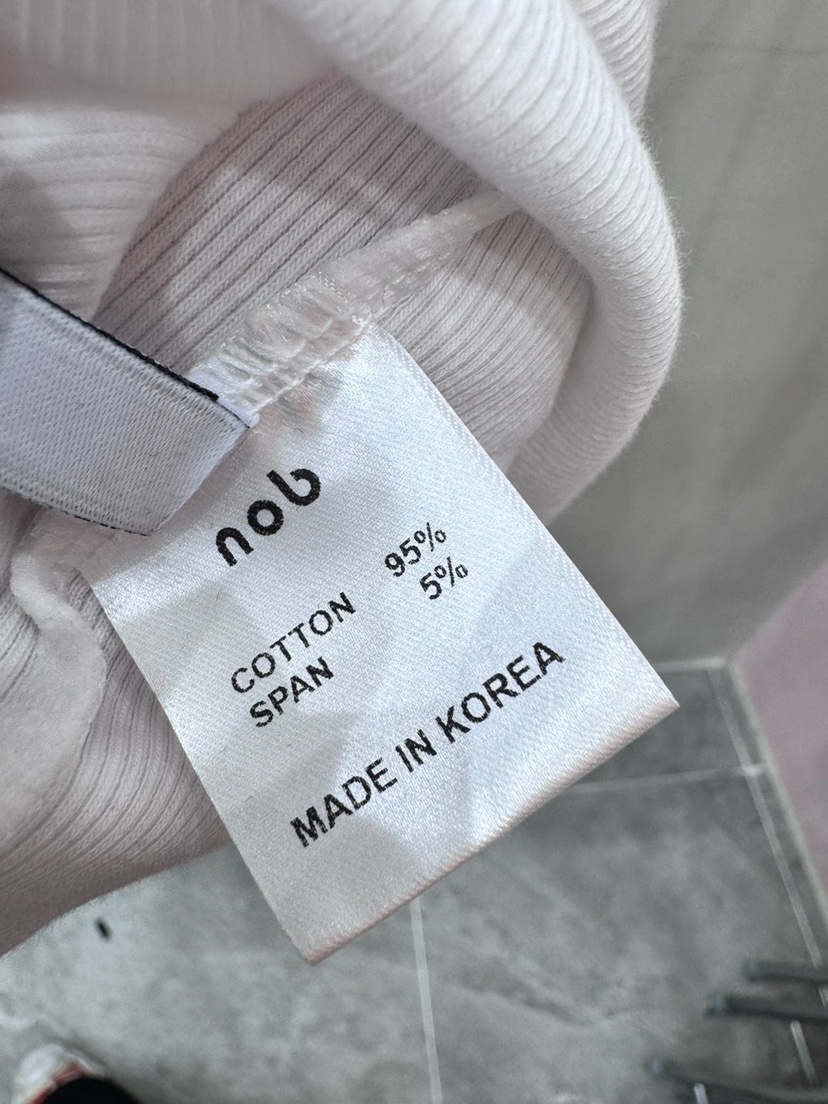 nob
COTTON 95%
SPAN 5%
MADE IN KOREA